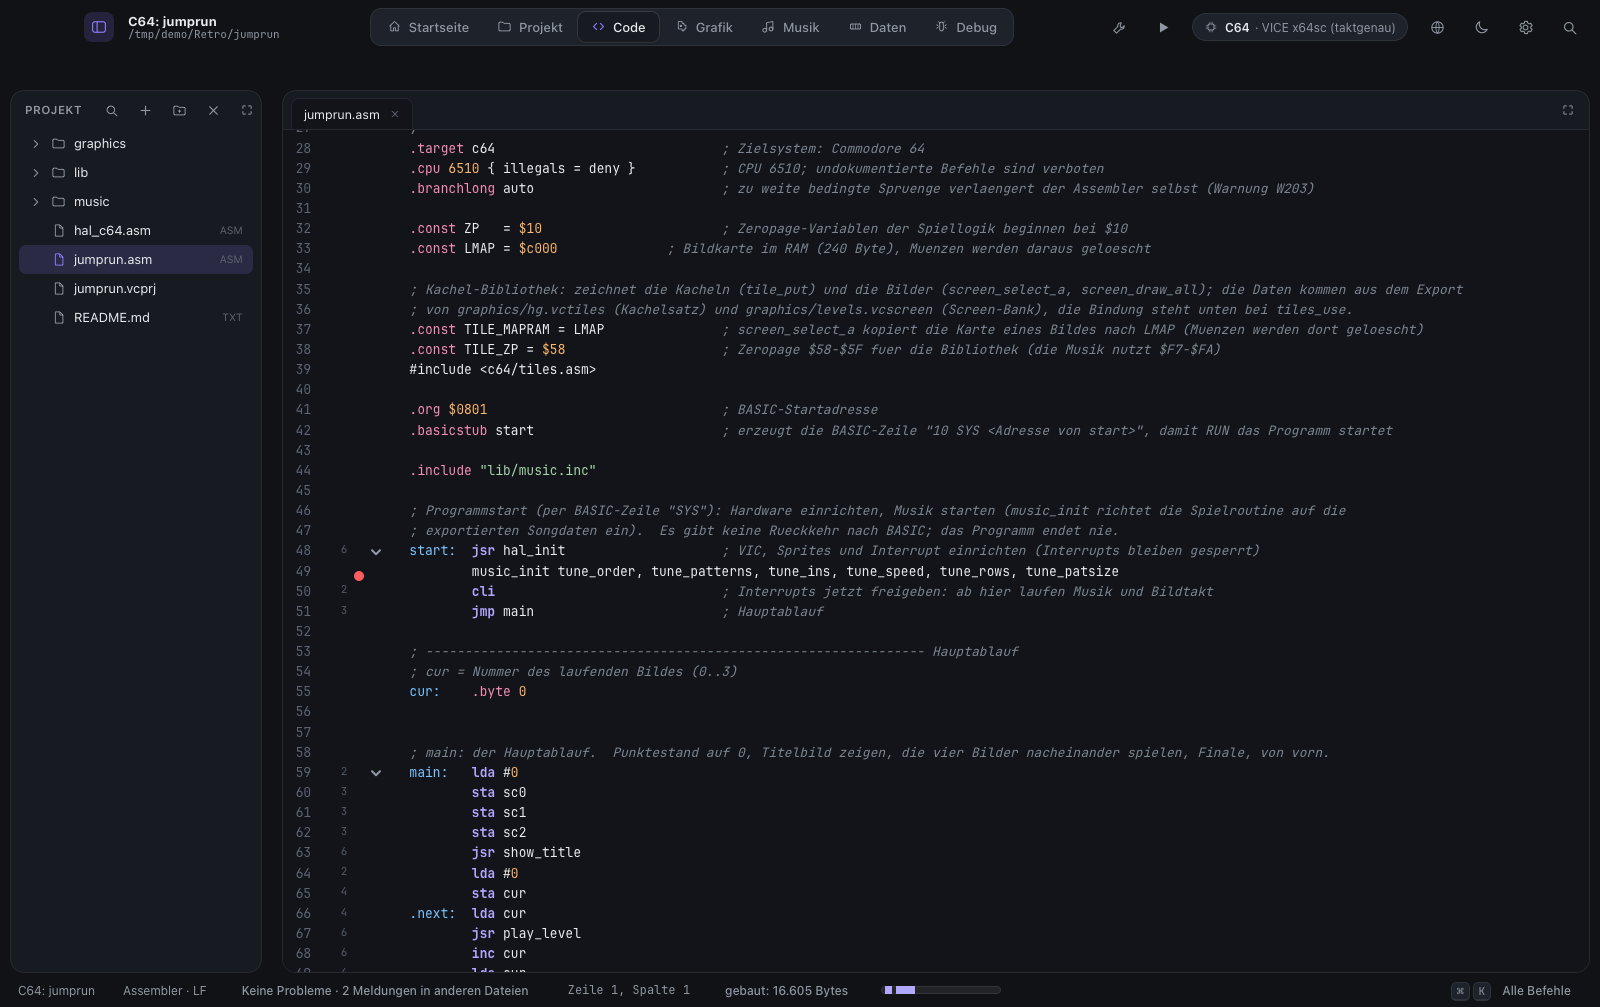 C64: jumprun
/tmp/demo/Retro/jumprun
Startseite Projekt Code Grafik Musik Daten Debug
C64 · VICE x64sc (taktgenau)
PROJEKT
graphics
lib
music
hal_c64.asm ASM
jumprun.asm ASM
jumprun.vcprj
README.md TXT
jumprun.asm ×
28 .target c64 ; Zielsystem: Commodore 64
29 .cpu 6510 { illegals = deny } ; CPU 6510; undokumentierte Befehle sind verboten
30 .branchlong auto ; zu weite bedingte Spruenge verlaengert der Assembler selbst (Warnung W203)
31
32 .const ZP = $10 ; Zeropage-Variablen der Spiellogik beginnen bei $10
33 .const LMAP = $c000 ; Bildkarte im RAM (240 Byte), Muenzen werden daraus geloescht
34
35 ; Kachel-Bibliothek: zeichnet die Kacheln (tile_put) und die Bilder (screen_select_a, screen_draw_all); die Daten kommen aus dem Export
36 ; von graphics/hg.vctiles (Kachelsatz) und graphics/levels.vcscreen (Screen-Bank), die Bindung steht unten bei tiles_use.
37 .const TILE_MAPRAM = LMAP ; screen_select_a kopiert die Karte eines Bildes nach LMAP (Muenzen werden dort geloescht)
38 .const TILE_ZP = $58 ; Zeropage $58-$5F fuer die Bibliothek (die Musik nutzt $F7-$FA)
39 #include <c64/tiles.asm>
40
41 .org $0801 ; BASIC-Startadresse
42 .basicstub start ; erzeugt die BASIC-Zeile "10 SYS <Adresse von start>", damit RUN das Programm startet
43
44 .include "lib/music.inc"
45
46 ; Programmstart (per BASIC-Zeile "SYS"): Hardware einrichten, Musik starten (music_init richtet die Spielroutine auf die
47 ; exportierten Songdaten ein). Es gibt keine Rueckkehr nach BASIC; das Programm endet nie.
48 6 start: jsr hal_init ; VIC, Sprites und Interrupt einrichten (Interrupts bleiben gesperrt)
49 music_init tune_order, tune_patterns, tune_ins, tune_speed, tune_rows, tune_patsize
50 2 cli ; Interrupts jetzt freigeben: ab hier laufen Musik und Bildtakt
51 3 jmp main ; Hauptablauf
52
53 ; ---------------------------------------------------------------- Hauptablauf
54 ; cur = Nummer des laufenden Bildes (0..3)
55 cur: .byte 0
56
57
58 ; main: der Hauptablauf. Punktestand auf 0, Titelbild zeigen, die vier Bilder nacheinander spielen, Finale, von vorn.
59 2 main: lda #0
60 3 sta sc0
61 3 sta sc1
62 3 sta sc2
63 6 jsr show_title
64 2 lda #0
65 4 sta cur
66 4 .next: lda cur
67 6 jsr play_level
68 6 inc cur
69 4 lda cur
C64: jumprun Assembler · LF Keine Probleme · 2 Meldungen in anderen Dateien Zeile 1, Spalte 1 gebaut: 16.605 Bytes ⌘ K Alle Befehle